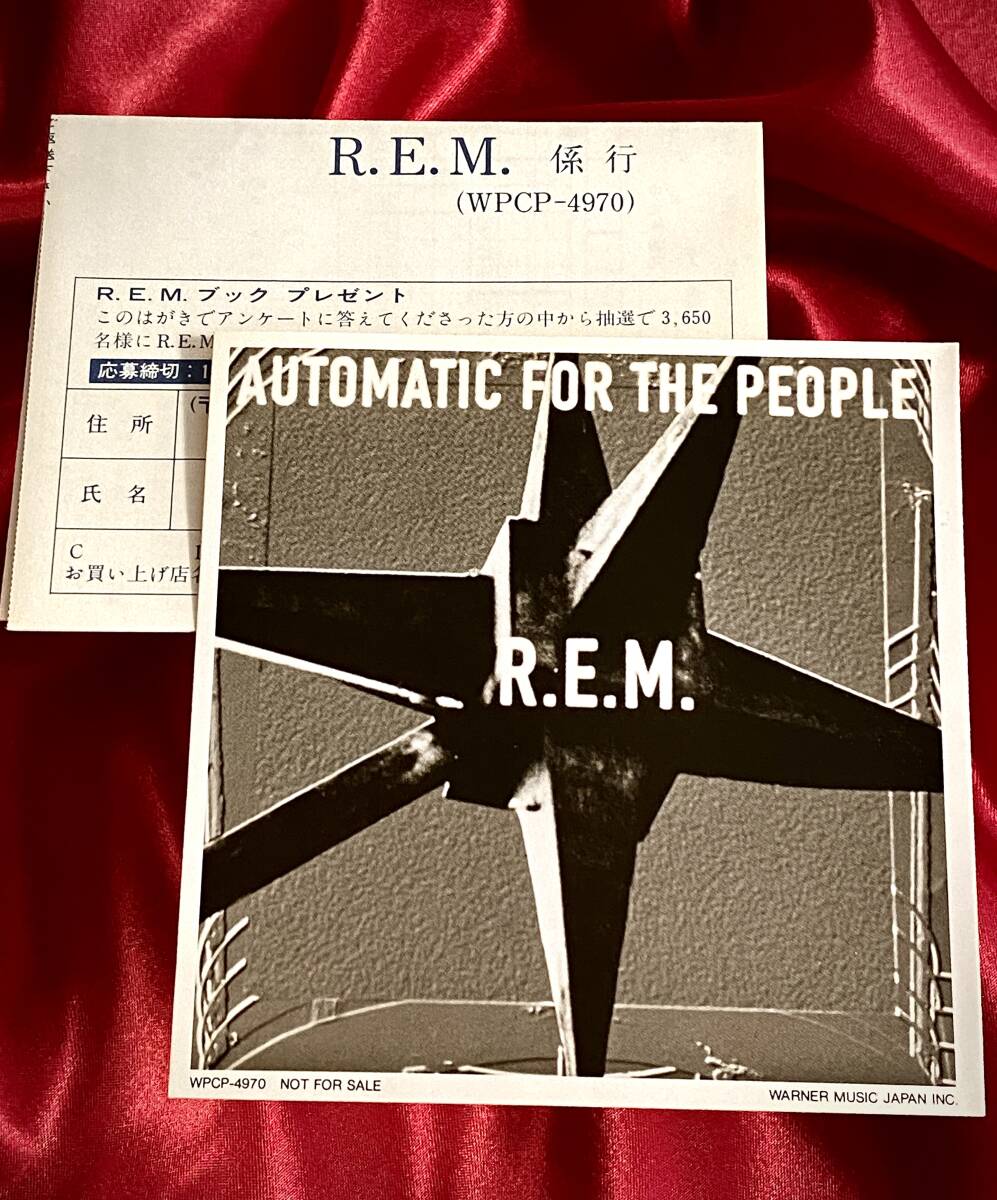 R.E.M. 係 行
(WPCP-4970)
R.E.M. ブック プレゼント
このはがきでアンケートに答えてくださった方の中から抽選で 3,650
名様に R.E.M
応募締切：1
(〒
住 所
氏 名
C
お買い上げ店
AUTOMATIC FOR THE PEOPLE
R.E.M.
WPCP-4970 NOT FOR SALE
WARNER MUSIC JAPAN INC.